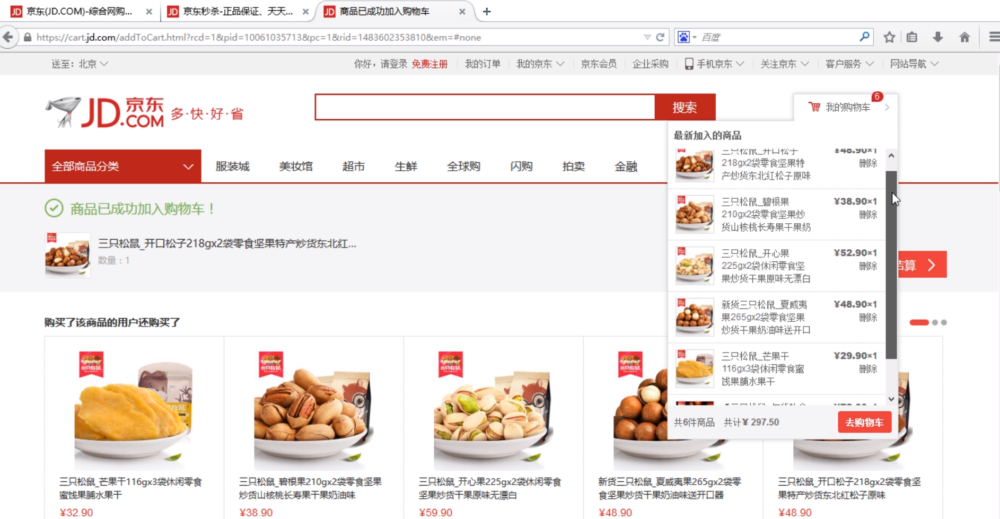 京东(JD.COM)-综合网购...
京东秒杀-正品保证、天天...
商品已成功加入购物车
https://cart.jd.com/addToCart.html?rcd=1&pid=10061035713&pc=1&rid=1483602353810&em=#none
百度
送至：北京
你好，请登录 免费注册
我的订单
我的京东
京东会员
企业采购
手机京东
关注京东
客户服务
网站导航
JD京东
.COM
多·快·好·省
搜索
6
我的购物车
全部商品分类
服装城
美妆馆
超市
生鲜
全球购
闪购
拍卖
金融
最新加入的商品
三只松鼠_开口松子
¥48.90×1
218gx2袋零食坚果特
删除
产炒货东北红松子原味
三只松鼠_碧根果
¥38.90×1
210gx2袋零食坚果炒
删除
货山核桃长寿果干果奶
三只松鼠_开心果
¥52.90×1
225gx2袋休闲零食坚
删除
果炒货干果原味无漂白
新货三只松鼠_夏威夷
¥48.90×1
果265gx2袋零食坚果
删除
炒货干果奶油味送开口
三只松鼠_芒果干
¥29.90×1
116gx3袋休闲零食蜜
删除
饯果脯水果干
共6件商品 共计¥ 297.50
去购物车
商品已成功加入购物车！
三只松鼠_开口松子218gx2袋零食坚果特产炒货东北红...
数量：1
结算
购买了该商品的用户还购买了
三只松鼠_芒果干116gx3袋休闲零食
蜜饯果脯水果干
¥32.90
三只松鼠_碧根果210gx2袋零食坚果
炒货山核桃长寿果干果奶油味
¥38.90
三只松鼠_开心果225gx2袋休闲零食
坚果炒货干果原味无漂白
¥59.90
新货三只松鼠_夏威夷果265gx2袋零
食坚果炒货干果奶油味送开口器
¥48.90
三只松鼠_开口松子218gx2袋零食坚
果特产炒货东北红松子原味
¥48.90